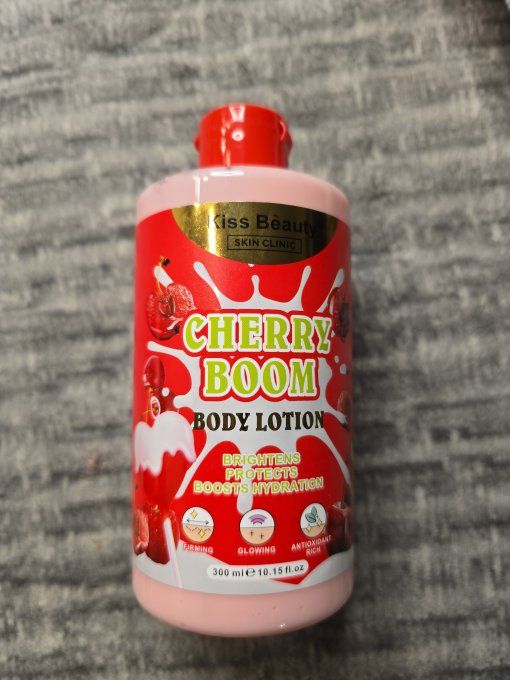 Kiss Bèauty
SKIN CLINIC
CHERRY
BOOM
BODY LOTION
BRIGHTENS
PROTECTS
BOOSTS HYDRATION
FIRMING
GLOWING
ANTIOXIDANT
RICH
300 ml ℮ 10.15 fl.oz